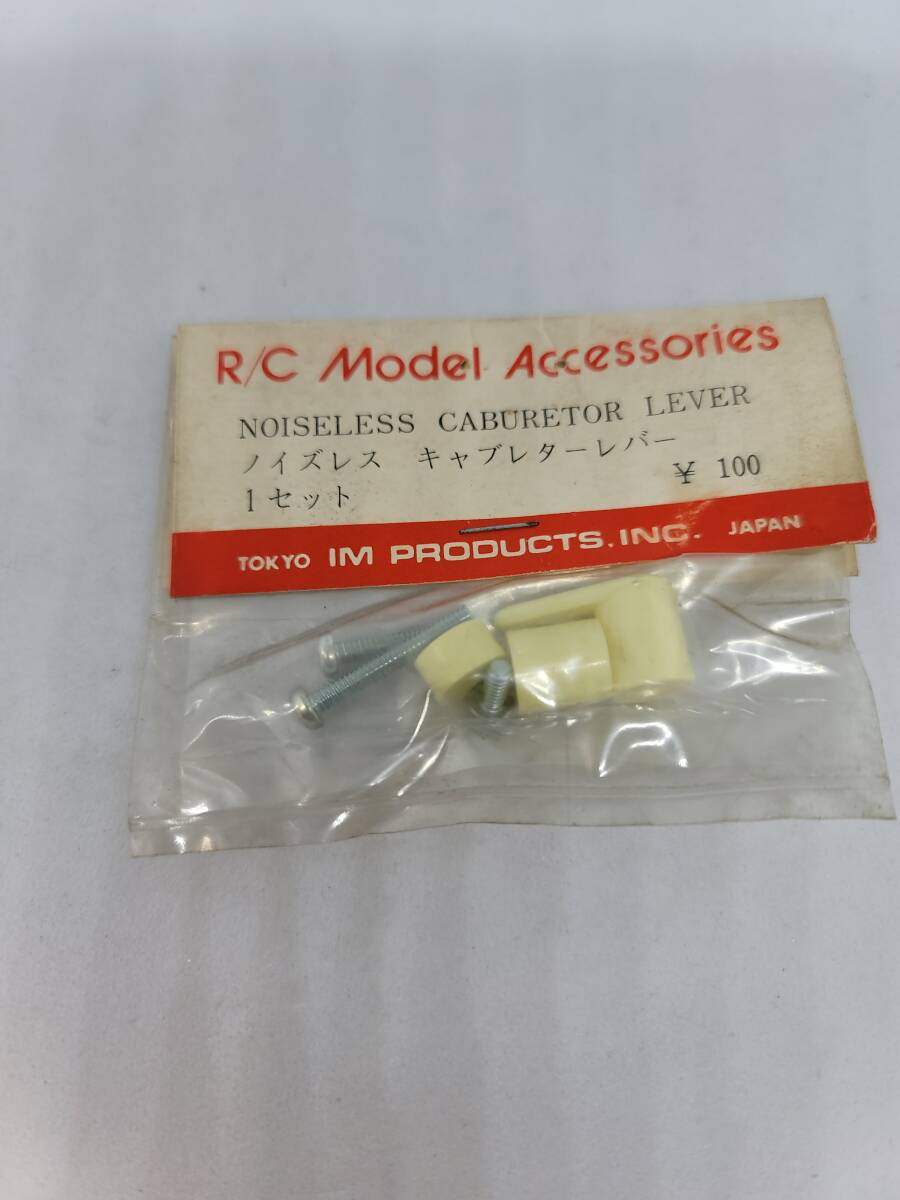 R/C Model Accessories
NOISELESS CABURETOR LEVER
ノイズレス キャブレターレバー
1セット ¥ 100
TOKYO IM PRODUCTS. INC. JAPAN